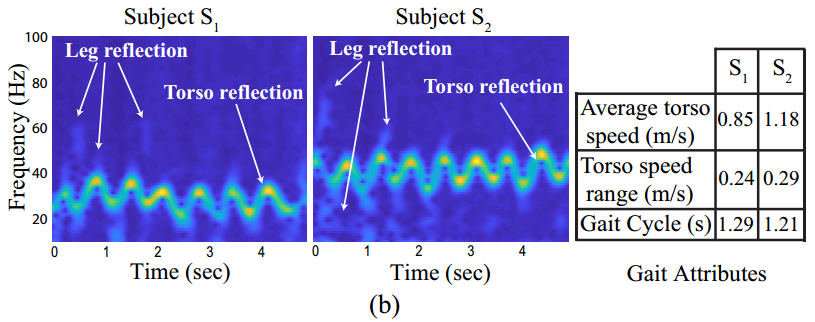 Subject S1
Subject S2
Frequency (Hz)
100
80
60
40
20
Leg reflection
Torso reflection
0 1 2 3 4
Time (sec)
Leg reflection
Torso reflection
0 1 2 3 4
Time (sec)
S1 S2
Average torso speed (m/s) 0.85 1.18
Torso speed range (m/s) 0.24 0.29
Gait Cycle (s) 1.29 1.21
Gait Attributes
(b)